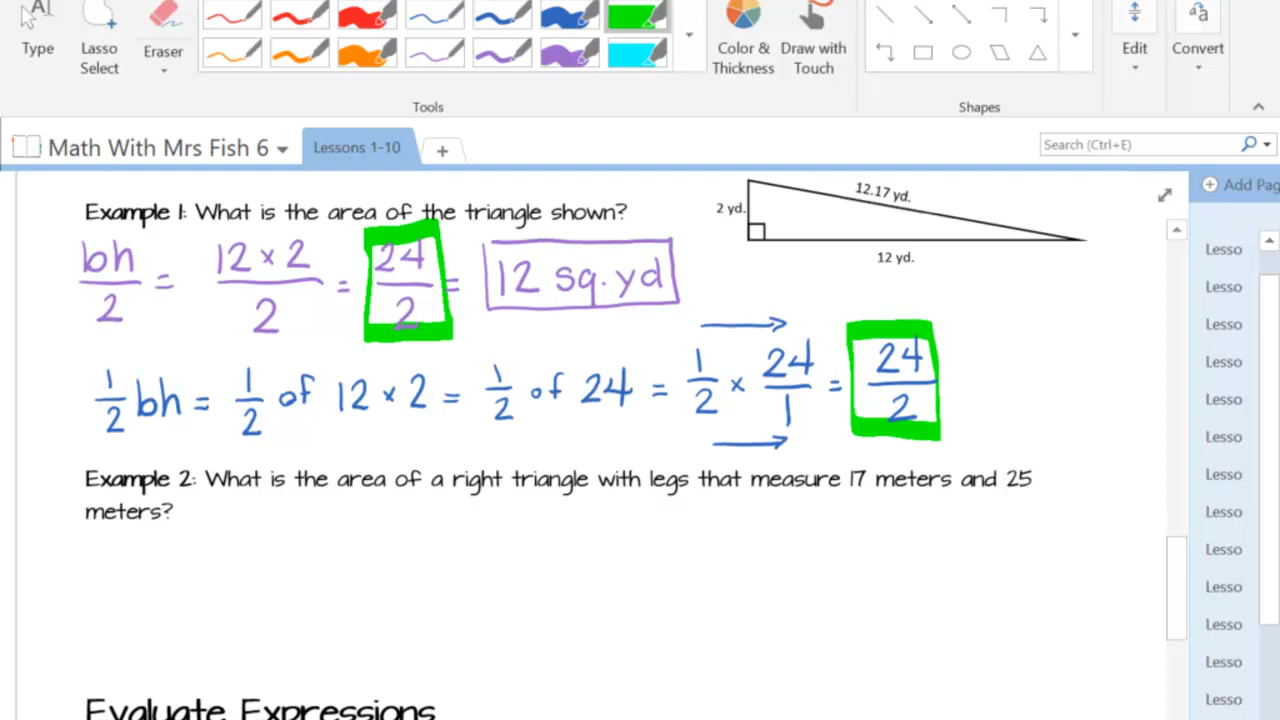 Type
Lasso Select
Eraser
Color & Thickness
Draw with Touch
Edit
Convert
Tools
Shapes
Math With Mrs Fish 6
Lessons 1-10
+
Search (Ctrl+E)
Add Pag
Example 1: What is the area of the triangle shown?
2 yd.
12.17 yd.
12 yd.
bh/2 = 12 × 2/2 = 24/2 = 12 sq. yd
1/2 bh = 1/2 of 12 × 2 = 1/2 of 24 = 1/2 × 24/1 = 24/2
Example 2: What is the area of a right triangle with legs that measure 17 meters and 25
meters?
Evaluate Expressions
Lesso
Lesso
Lesso
Lesso
Lesso
Lesso
Lesso
Lesso
Lesso
Lesso
Lesso
Lesso
Lesso